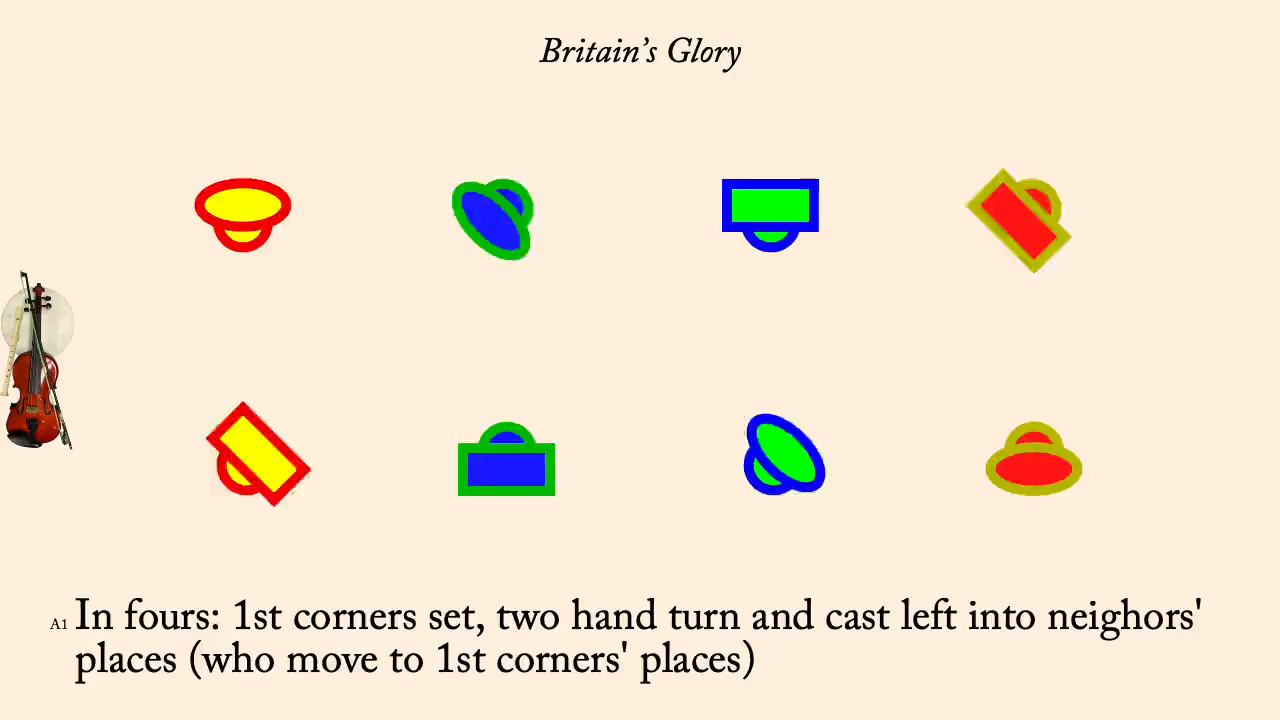 Britain’s Glory
A1 In fours: 1st corners set, two hand turn and cast left into neighors'
places (who move to 1st corners' places)